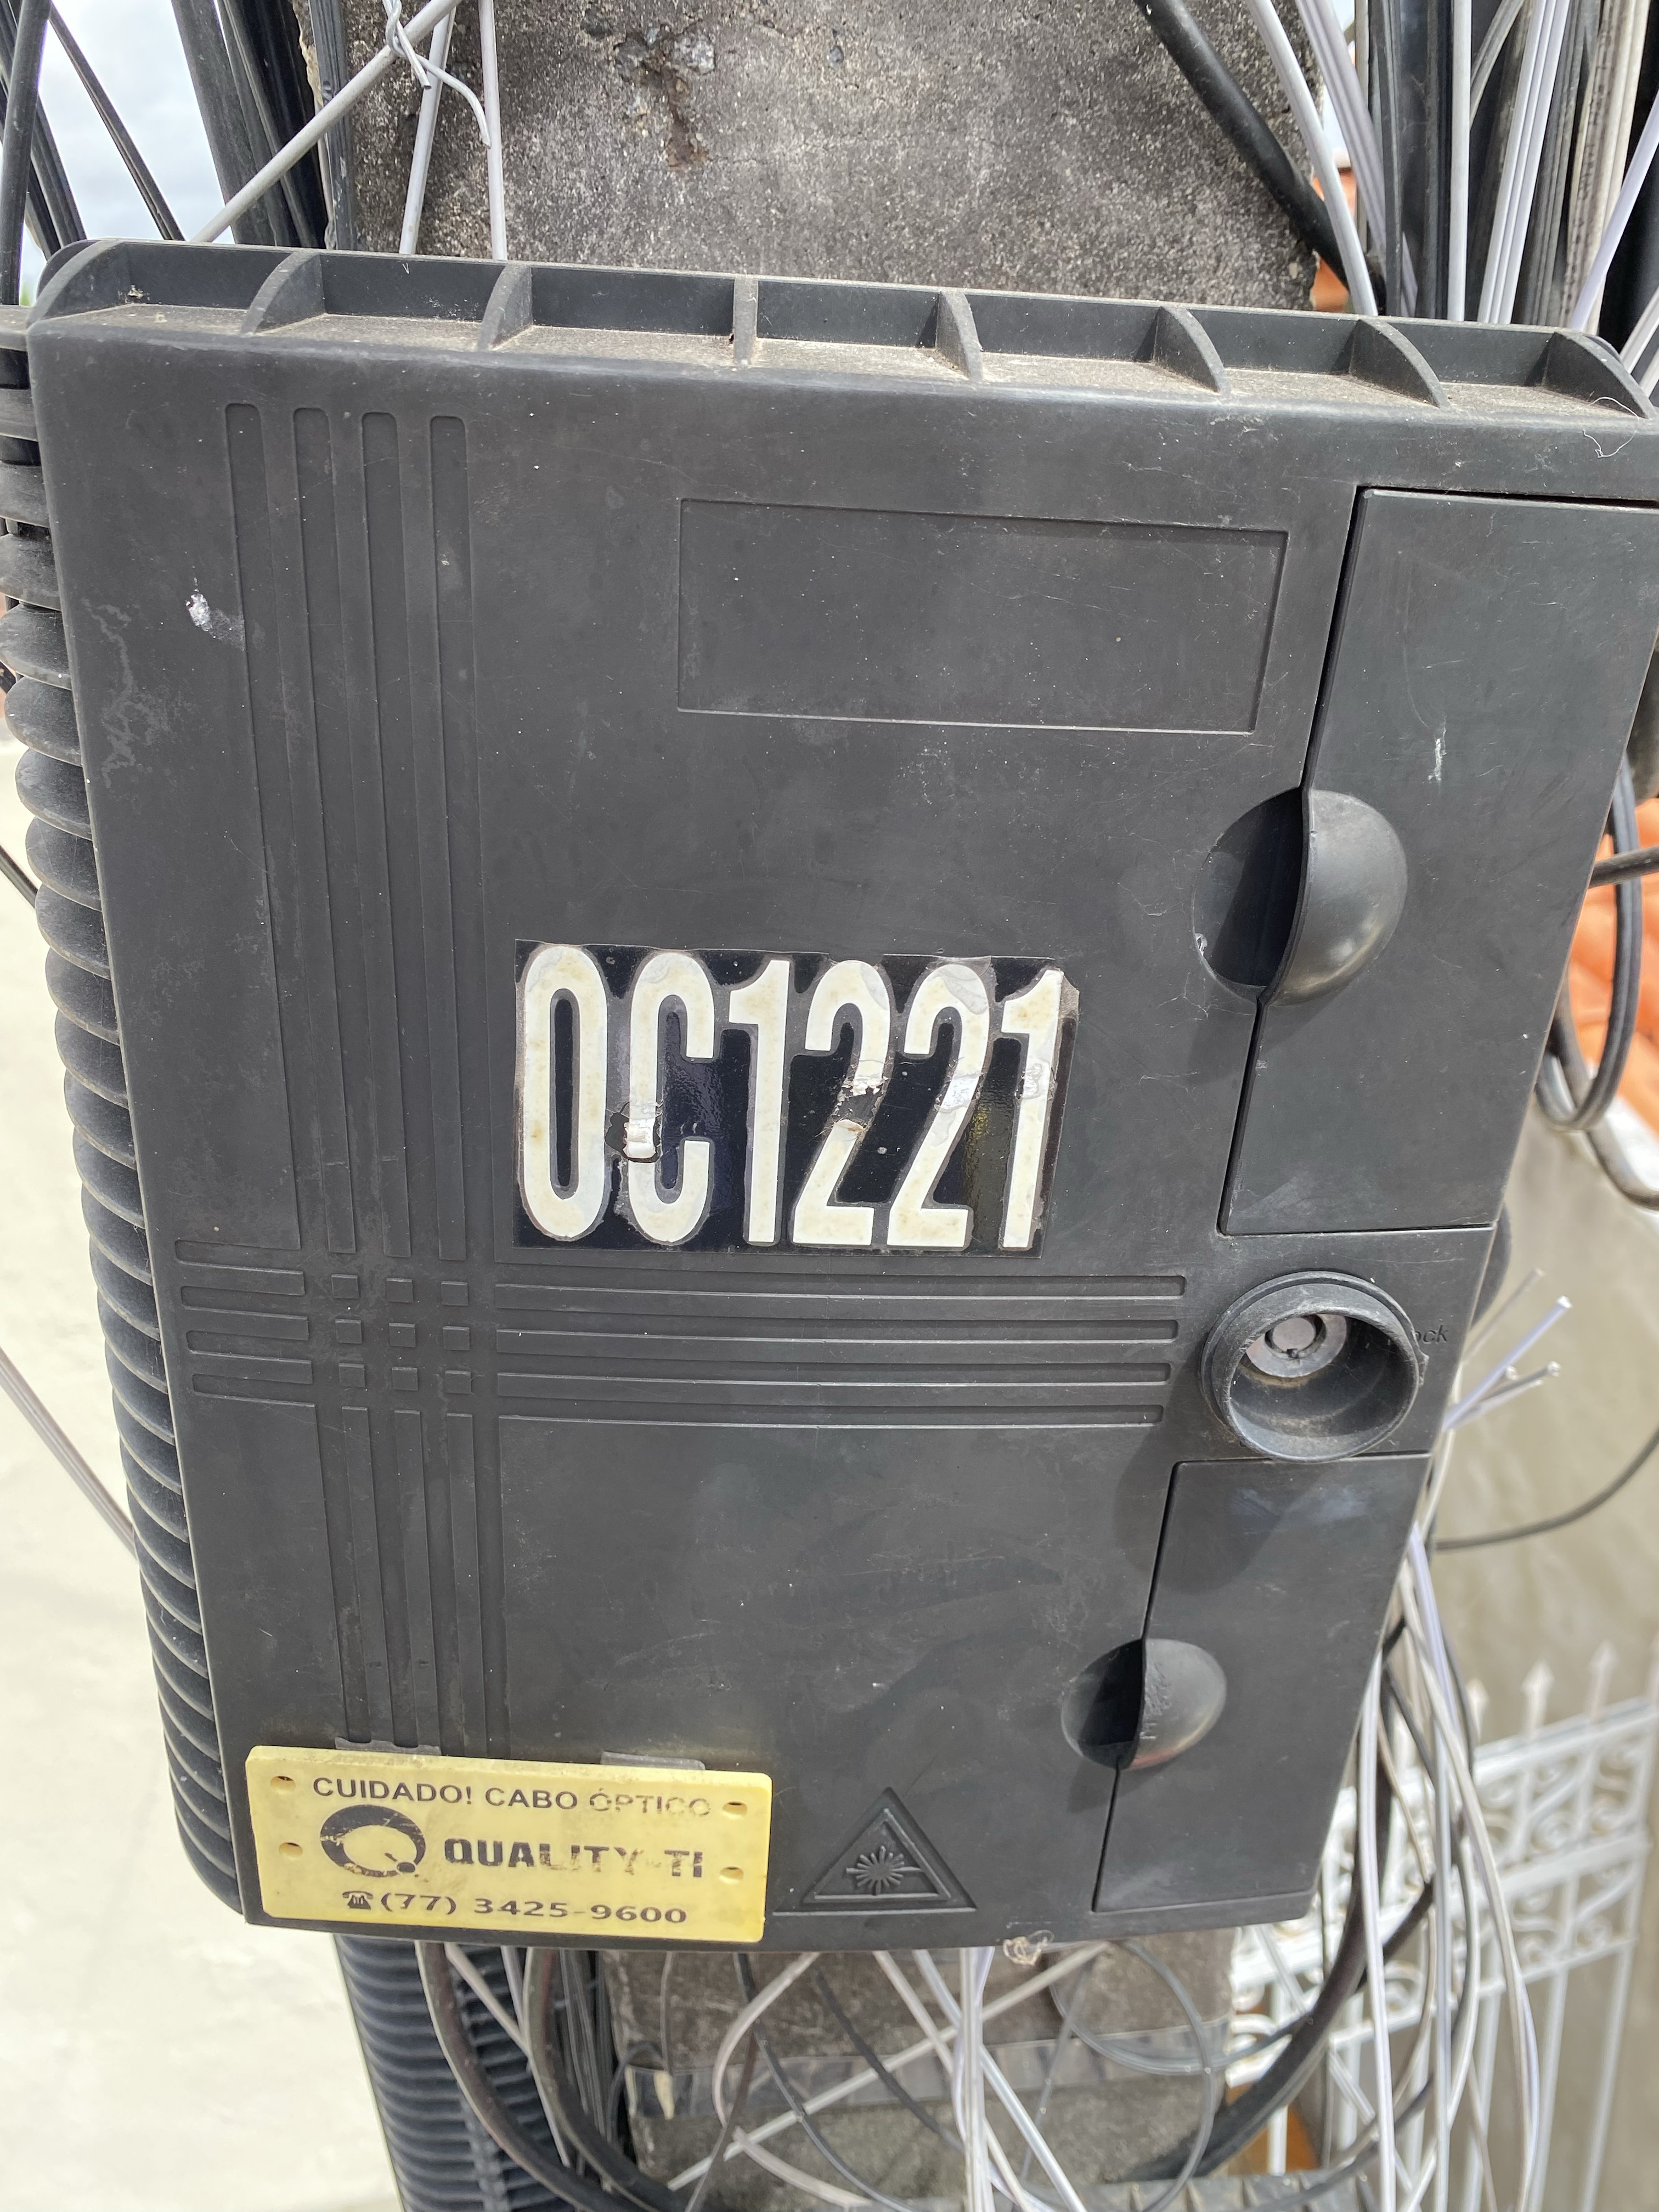 OC1221
CUIDADO! CABO ÓPTICO
QUALITY-TI
(77) 3425-9600